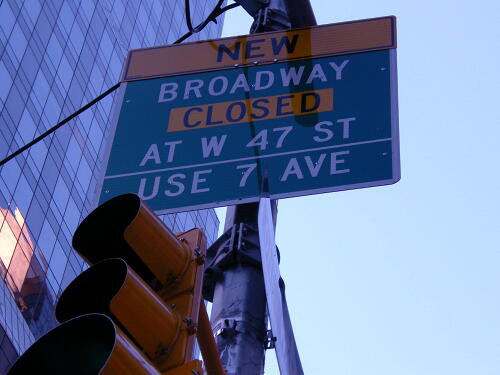 NEW
BROADWAY
CLOSED
AT W 47 ST
USE 7 AVE